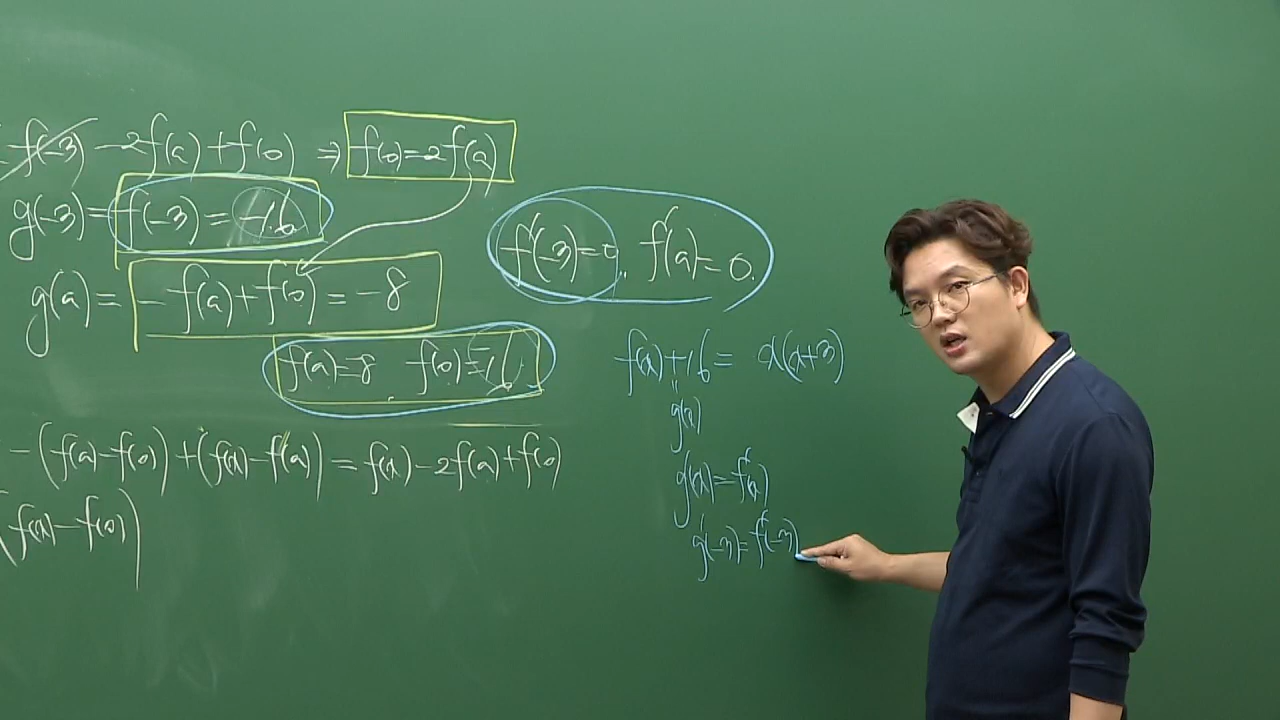 f(-3) -2f(a) + f(0) ⇒ f(0)=2f(a)
g(-3)= f(-3) = -16
g(a) = - f(a)+f(0) = -8
f(a)=8 f(0)=16
-(f(a)-f(0)) +(f(x)-f(a)) = f(x)-2f(a)+f(0)
(f(x)-f(0))
f'(-3)=0, f'(a)=0.
f(x)+16 = x(x+3)
g(x)
g'(x)=f'(x)
g'(-3)=f'(-3)